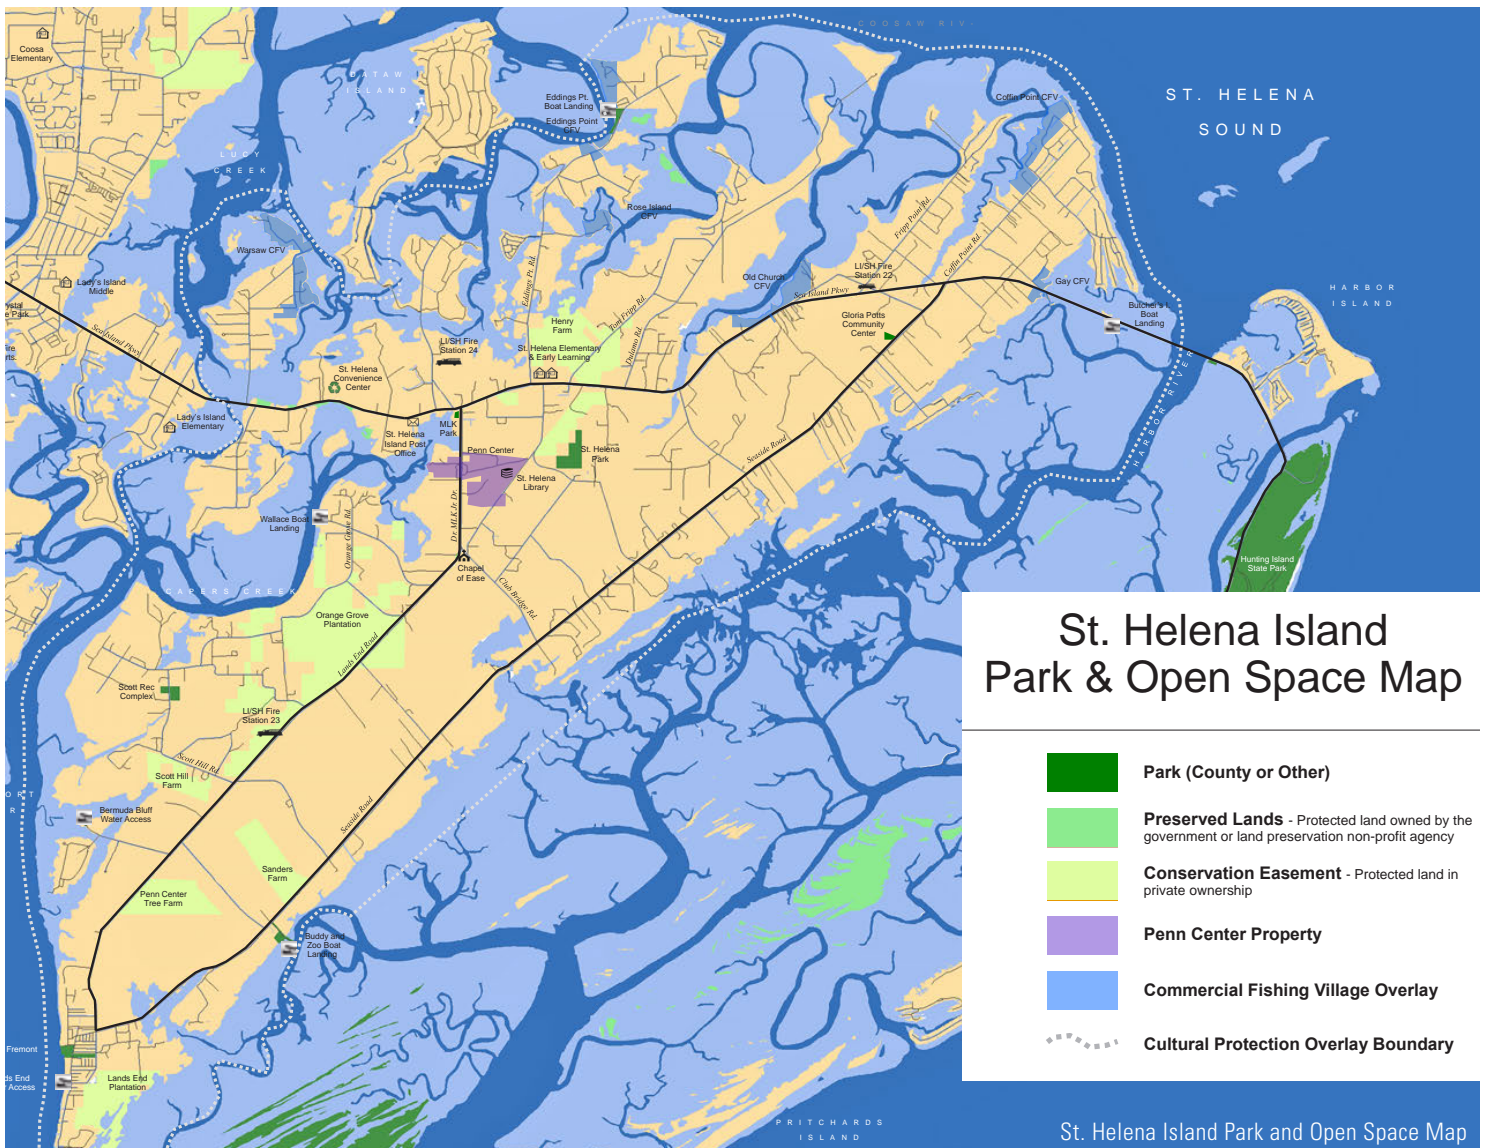 COOSAW RIV
Coosa
Elementary
DATAW
ISLAND
Eddings Pt.
Boat Landing
Eddings Point
CFV
Coffin Point CFV
ST. HELENA
SOUND
LUCY
CREEK
Rose Island
CFV
Fripp Point Rd.
Warsaw CFV
Coffin Point Rd.
Eddings Pt. Rd.
Old Church
CFV
LI/SH Fire
Station 22
Sea Island Pkwy
Gay CFV
HARBOR
ISLAND
Lady's Island
Middle
Butcher's I.
Boat
Landing
Gloria Potts
Community
Center
Henry
Farm
Tom Fripp Rd.
Dulamo Rd.
Sea Island Pkwy
LI/SH Fire
Station 24
St. Helena Elementary
& Early Learning
St. Helena
Convenience
Center
HARBOR RIVER
Lady's Island
Elementary
MLK
Park
St. Helena
Island Post
Office
Penn Center
St. Helena
Park
Seaside Road
St. Helena
Library
Dr. MLK Jr. Dr.
Wallace Boat
Landing
Orange Grove Rd.
Chapel
of Ease
Club Bridge Rd.
Hunting Island
State Park
CAPERS CREEK
Orange Grove
Plantation
Lands End Road
Scott Rec
Complex
LI/SH Fire
Station 23
Scott Hill Rd.
Scott Hill
Farm
Bermuda Bluff
Water Access
Seaside Road
Sanders
Farm
Penn Center
Tree Farm
Buddy and
Zoo Boat
Landing
Fremont
Access
Lands End
Plantation
PRITCHARDS
ISLAND
St. Helena Island
Park & Open Space Map
Park (County or Other)
Preserved Lands - Protected land owned by the
government or land preservation non-profit agency
Conservation Easement - Protected land in
private ownership
Penn Center Property
Commercial Fishing Village Overlay
Cultural Protection Overlay Boundary
St. Helena Island Park and Open Space Map